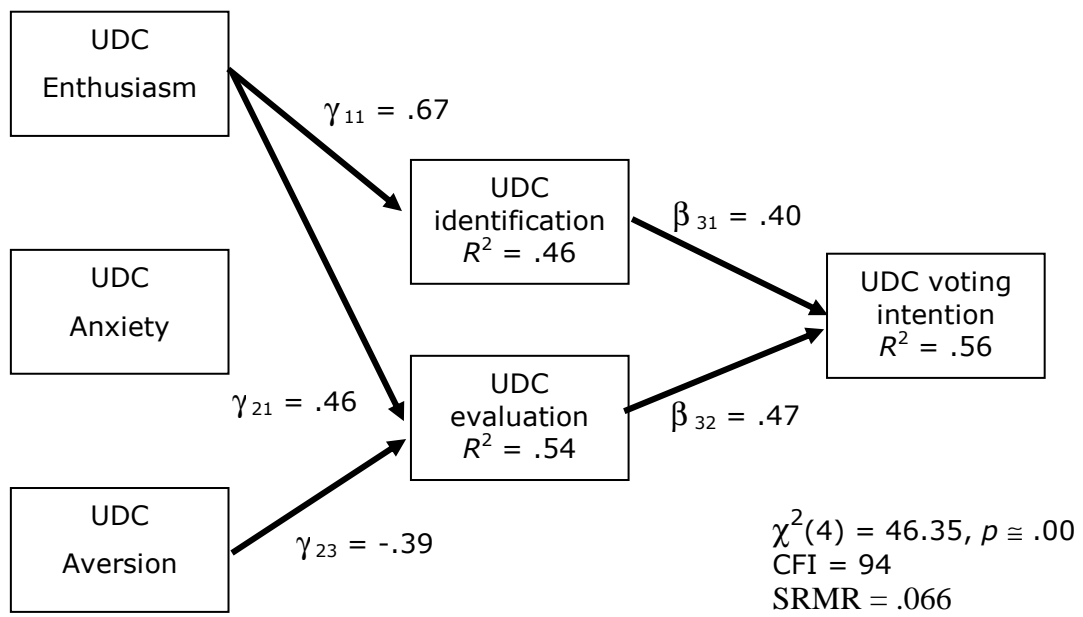 UDC
Enthusiasm
γ11 = .67
UDC
identification
R² = .46
β31 = .40
UDC
Anxiety
UDC voting
intention
R² = .56
γ21 = .46
UDC
evaluation
R² = .54
β32 = .47
UDC
Aversion
γ23 = -.39
χ²(4) = 46.35, p ≅ .00
CFI = 94
SRMR = .066